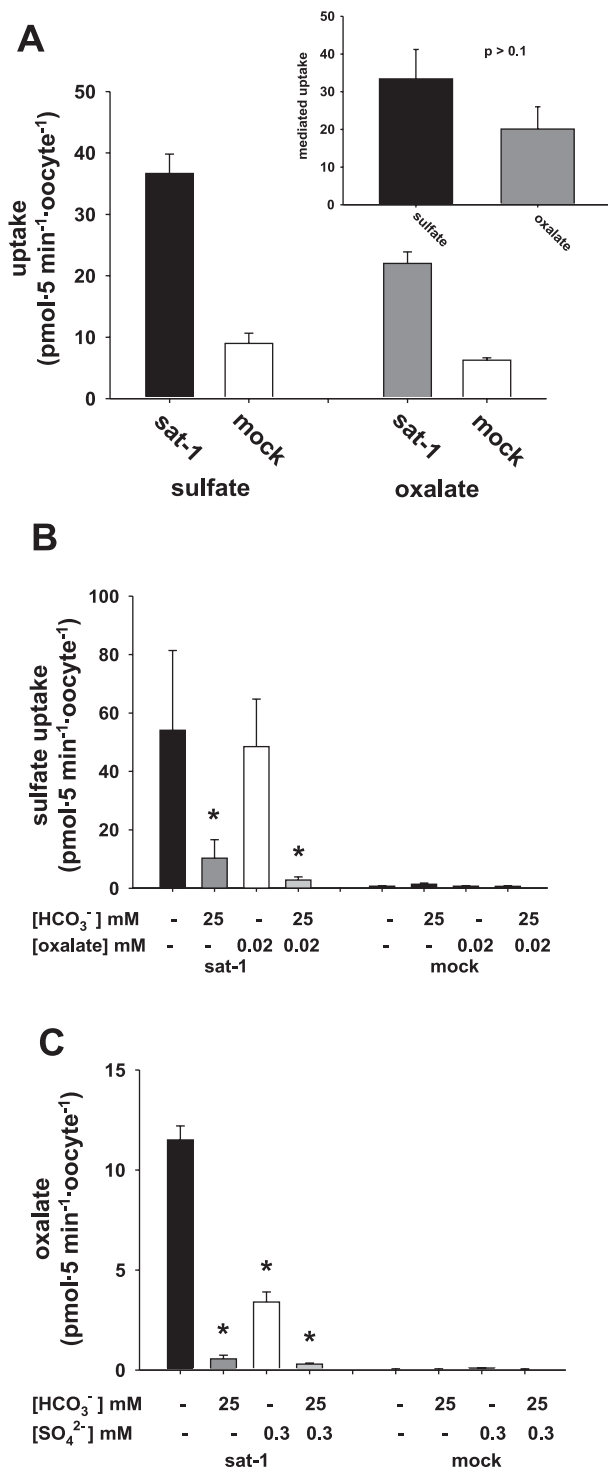 A
p > 0.1
mediated uptake
50
40
30
20
10
0
sulfate
oxalate
uptake
(pmol·5 min⁻¹·oocyte⁻¹)
50
40
30
20
10
0
sat-1
mock
sat-1
mock
sulfate
oxalate
B
sulfate uptake
(pmol·5 min⁻¹·oocyte⁻¹)
100
80
60
40
20
0
*
*
[HCO₃⁻] mM - 25 - 25 - 25 - 25
[oxalate] mM - - 0.02 0.02 - - 0.02 0.02
sat-1 mock
C
oxalate
(pmol·5 min⁻¹·oocyte⁻¹)
15
10
5
0
*
*
*
[HCO₃⁻] mM - 25 - 25 - 25 - 25
[SO₄²⁻] mM - - 0.3 0.3 - - 0.3 0.3
sat-1 mock